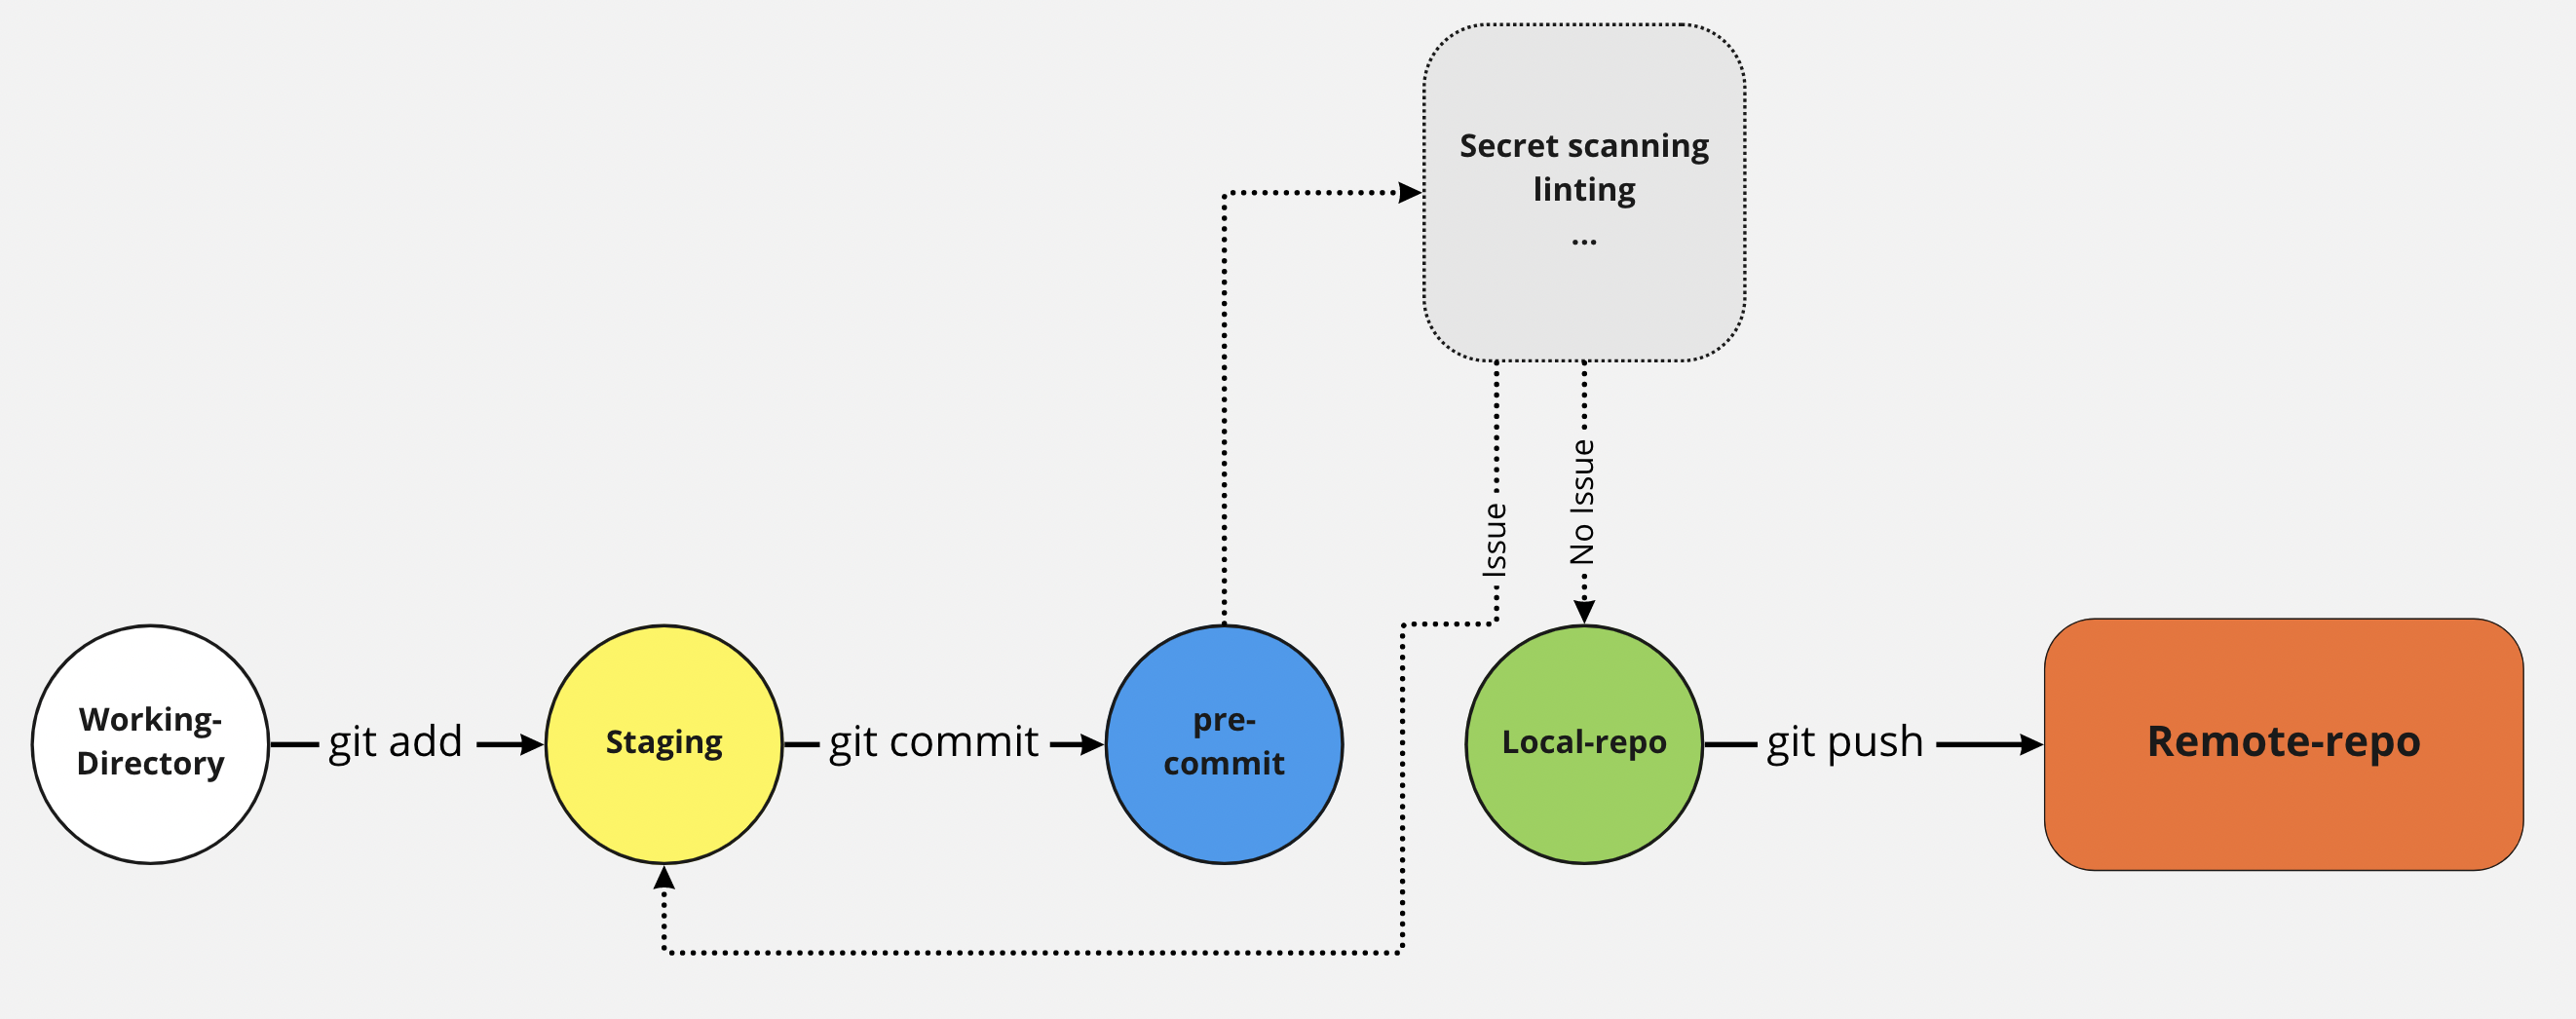 Secret scanning
linting
...
Issue
No Issue
Working-
Directory
git add
Staging
git commit
pre-
commit
Local-repo
git push
Remote-repo